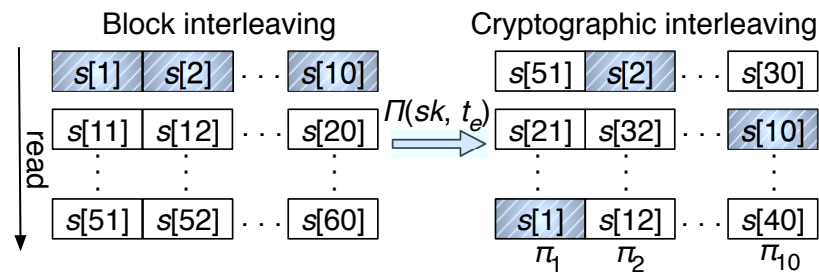 Block interleaving
Cryptographic interleaving
s[1] s[2] · · · s[10]
s[51] s[2] · · · s[30]
read
s[11] s[12] · · · s[20]
Π(sk, tₑ)
s[21] s[32] · · · s[10]
s[51] s[52] · · · s[60]
s[1] s[12] · · · s[40]
π₁ π₂ π₁₀